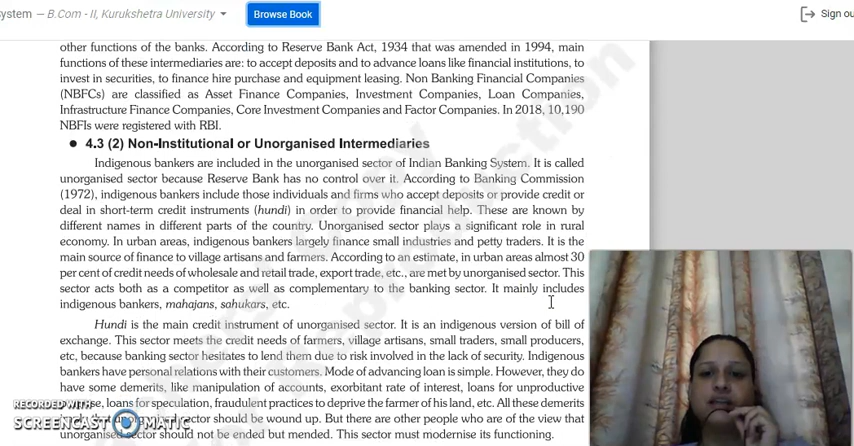 ystem — B.Com - II, Kurukshetra University
Browse Book
Sign ou
other functions of the banks. According to Reserve Bank Act, 1934 that was amended in 1994, main
functions of these intermediaries are: to accept deposits and to advance loans like financial institutions, to
invest in securities, to finance hire purchase and equipment leasing. Non Banking Financial Companies
(NBFCs) are classified as Asset Finance Companies, Investment Companies, Loan Companies,
Infrastructure Finance Companies, Core Investment Companies and Factor Companies. In 2018, 10,190
NBFIs were registered with RBI.
● 4.3 (2) Non-Institutional or Unorganised Intermediaries
Indigenous bankers are included in the unorganised sector of Indian Banking System. It is called
unorganised sector because Reserve Bank has no control over it. According to Banking Commission
(1972), indigenous bankers include those individuals and firms who accept deposits or provide credit or
deal in short-term credit instruments (hundi) in order to provide financial help. These are known by
different names in different parts of the country. Unorganised sector plays a significant role in rural
economy. In urban areas, indigenous bankers largely finance small industries and petty traders. It is the
main source of finance to village artisans and farmers. According to an estimate, in urban areas almost 30
per cent of credit needs of wholesale and retail trade, export trade, etc., are met by unorganised sector. This
sector acts both as a competitor as well as complementary to the banking sector. It mainly includes
indigenous bankers, mahajans, sahukars, etc.
Hundi is the main credit instrument of unorganised sector. It is an indigenous version of bill of
exchange. This sector meets the credit needs of farmers, village artisans, small traders, small producers,
etc, because banking sector hesitates to lend them due to risk involved in the lack of security. Indigenous
bankers have personal relations with their customers. Mode of advancing loan is simple. However, they do
have some demerits, like manipulation of accounts, exorbitant rate of interest, loans for unproductive
se, loans for speculation, fraudulent practices to deprive the farmer of his land, etc. All these demerits
sector should be wound up. But there are other people who are of the view that
unorganised sector should not be ended but mended. This sector must modernise its functioning.
RECORDED WITH
SCREENCAST MATIC